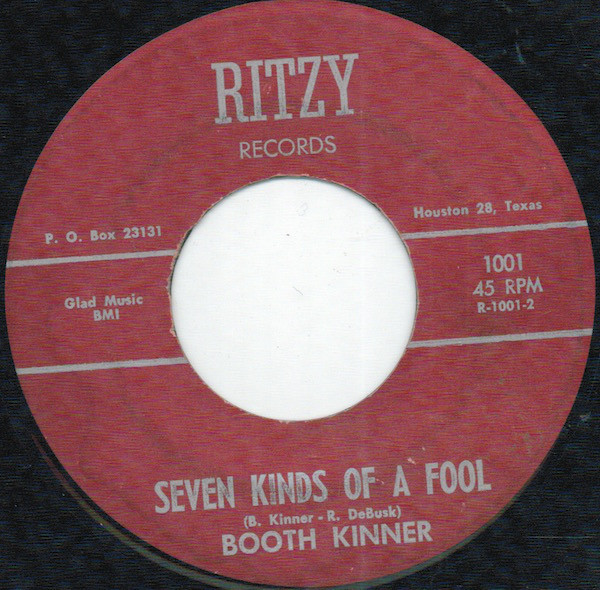 RITZY
RECORDS
P. O. Box 23131
Houston 28, Texas
Glad Music
BMI
1001
45 RPM
R-1001-2
SEVEN KINDS OF A FOOL
(B. Kinner - R. DeBusk)
BOOTH KINNER